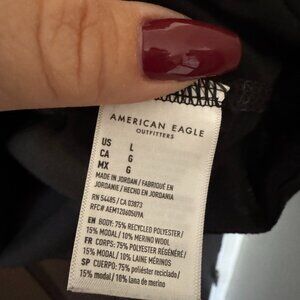 AMERICAN EAGLE
OUTFITTERS
US L
CA G
MX G
MADE IN JORDAN / FABRIQUÉ EN
JORDANIE / HECHO EN JORDANIA
RN 54485 / CA 03873
RFC# AEM1206050YA
EN BODY: 75% RECYCLED POLYESTER/
15% MODAL / 10% MERINO WOOL
FR CORPS: 75% POLYESTER RÉGÉNÉRÉ/
15% MODAL / 10% LAINE MÉRINOS
SP CUERPO: 75% poliéster reciclado/
15% modal / 10% lana de merino